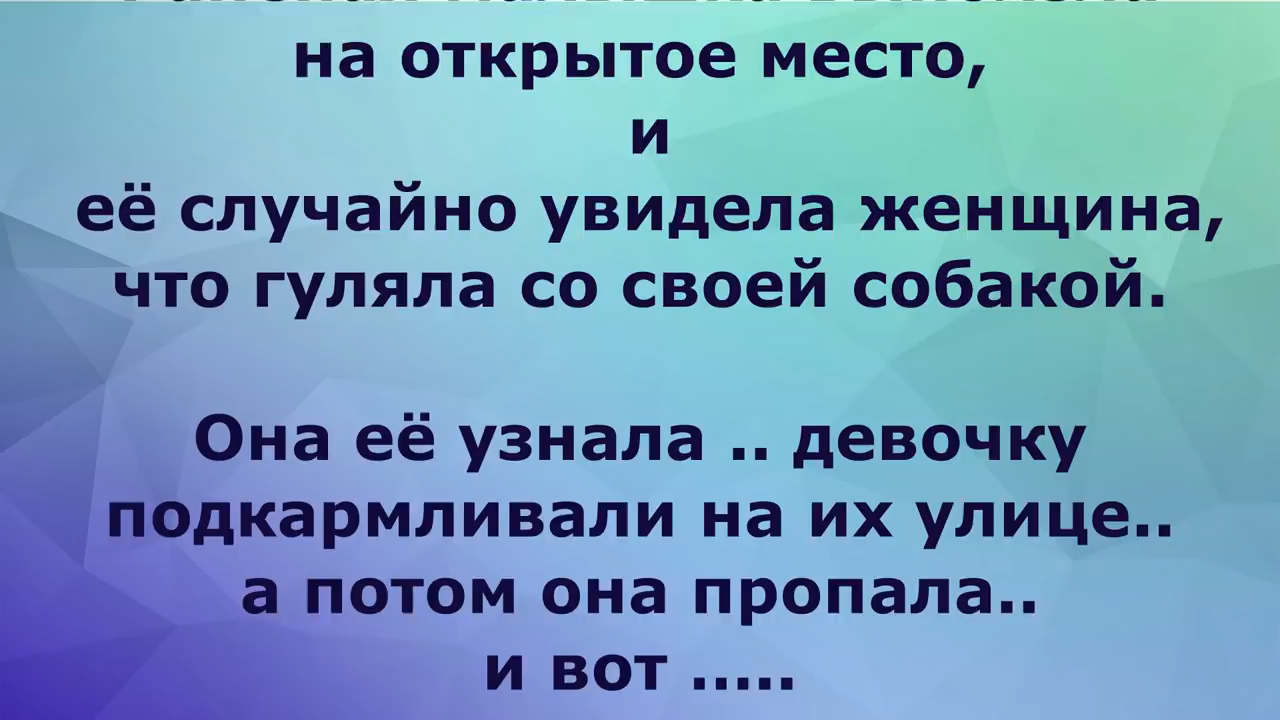 на открытое место,
и
её случайно увидела женщина,
что гуляла со своей собакой.
Она её узнала .. девочку
подкармливали на их улице..
а потом она пропала..
и вот .....